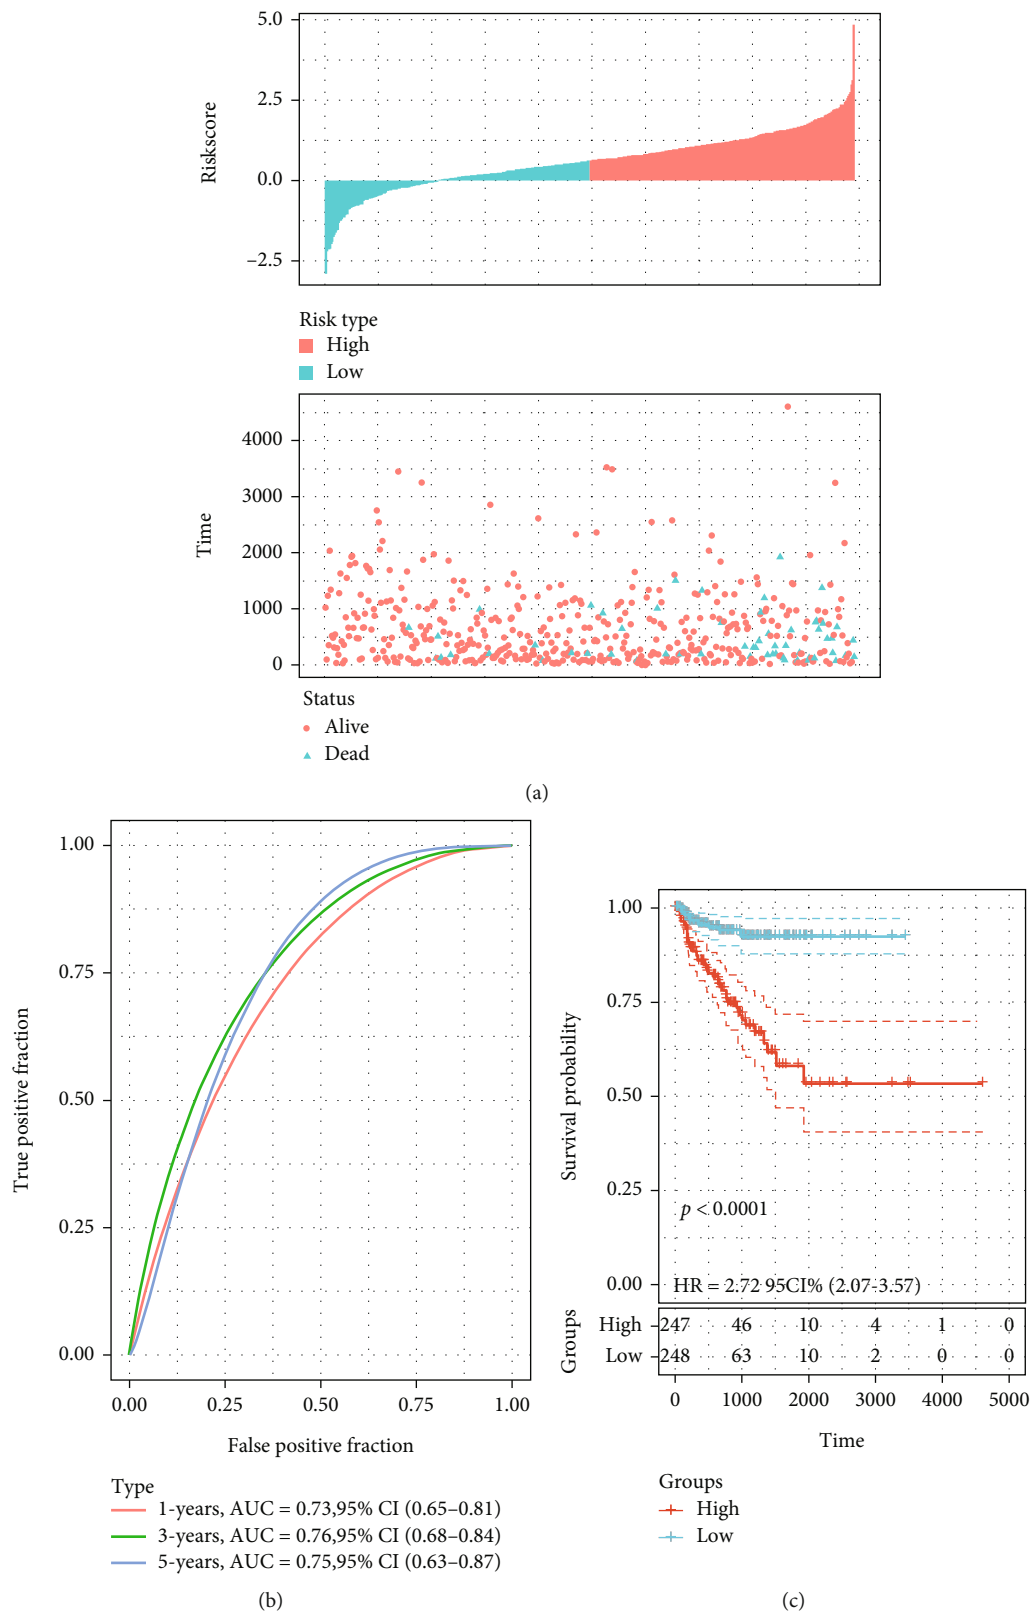 5.0
2.5
0.0
−2.5
Riskscore
Risk type
High
Low
4000
3000
2000
1000
0
Time
Status
Alive
Dead
(a)
1.00
0.75
0.50
0.25
0.00
True positive fraction
0.00 0.25 0.50 0.75 1.00
False positive fraction
Type
1-years, AUC = 0.73,95% CI (0.65–0.81)
3-years, AUC = 0.76,95% CI (0.68–0.84)
5-years, AUC = 0.75,95% CI (0.63–0.87)
(b)
1.00
0.75
0.50
0.25
0.00
Survival probability
p < 0.0001
HR = 2.72 95CI% (2.07-3.57)
Groups
High 247 46 10 4 1 0
Low 248 63 10 2 0 0
0 1000 2000 3000 4000 5000
Time
Groups
High
Low
(c)